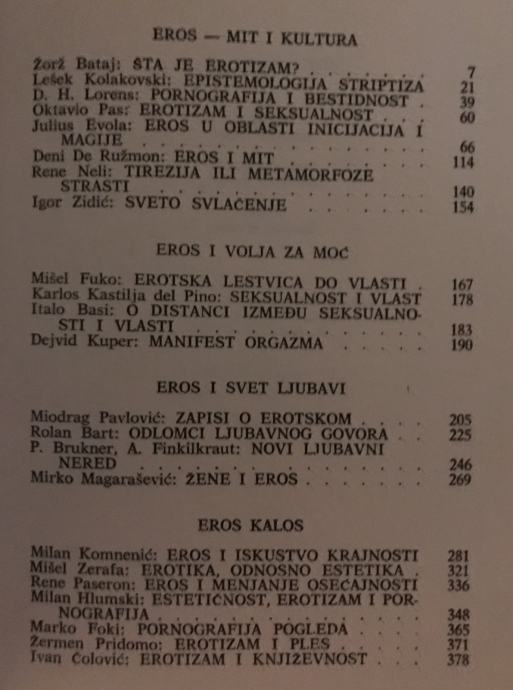 EROS — MIT I KULTURA
Žorž Bataj: ŠTA JE EROTIZAM? . . . . . . 7
Lešek Kolakovski: EPISTEMOLOGIJA STRIPTIZA 21
D. H. Lorens: PORNOGRAFIJA I BESTIDNOST . 39
Oktavio Pas: EROTIZAM I SEKSUALNOST . . . 60
Julius Evola: EROS U OBLASTI INICIJACIJA I
MAGIJE . . . . . . . . . . . . . 66
Deni De Ružmon: EROS I MIT . . . . . . . 114
Rene Neli: TIREZIJA ILI METAMORFOZE
STRASTI . . . . . . . . . . . . 140
Igor Zidić: SVETO SVLAČENJE . . . . . . 154
EROS I VOLJA ZA MOĆ
Mišel Fuko: EROTSKA LESTVICA DO VLASTI . 167
Karlos Kastilja del Pino: SEKSUALNOST I VLAST 178
Italo Basi: O DISTANCI IZMEĐU SEKSUALNO-
STI I VLASTI . . . . . . . . . . . 183
Dejvid Kuper: MANIFEST ORGAZMA . . . . . 190
EROS I SVET LJUBAVI
Miodrag Pavlović: ZAPISI O EROTSKOM . . . . 205
Rolan Bart: ODLOMCI LJUBAVNOG GOVORA . . 225
P. Brukner, A. Finkilkraut: NOVI LJUBAVNI
NERED . . . . . . . . . . . . . 246
Mirko Magarašević: ŽENE I EROS . . . . . . 269
EROS KALOS
Milan Komnenić: EROS I ISKUSTVO KRAJNOSTI 281
Mišel Zerafa: EROTIKA, ODNOSNO ESTETIKA . 321
Rene Paseron: EROS I MENJANJE OSEĆAJNOSTI 336
Milan Hlumski: ESTETIČNOST, EROTIZAM I POR-
NOGRAFIJA . . . . . . . . . . . . 348
Marko Foki: PORNOGRAFIJA POGLEDA . . . . 365
Žermen Pridomo: EROTIZAM I PLES . . . . . 371
Ivan Čolović: EROTIZAM I KNJIŽEVNOST . . . 378